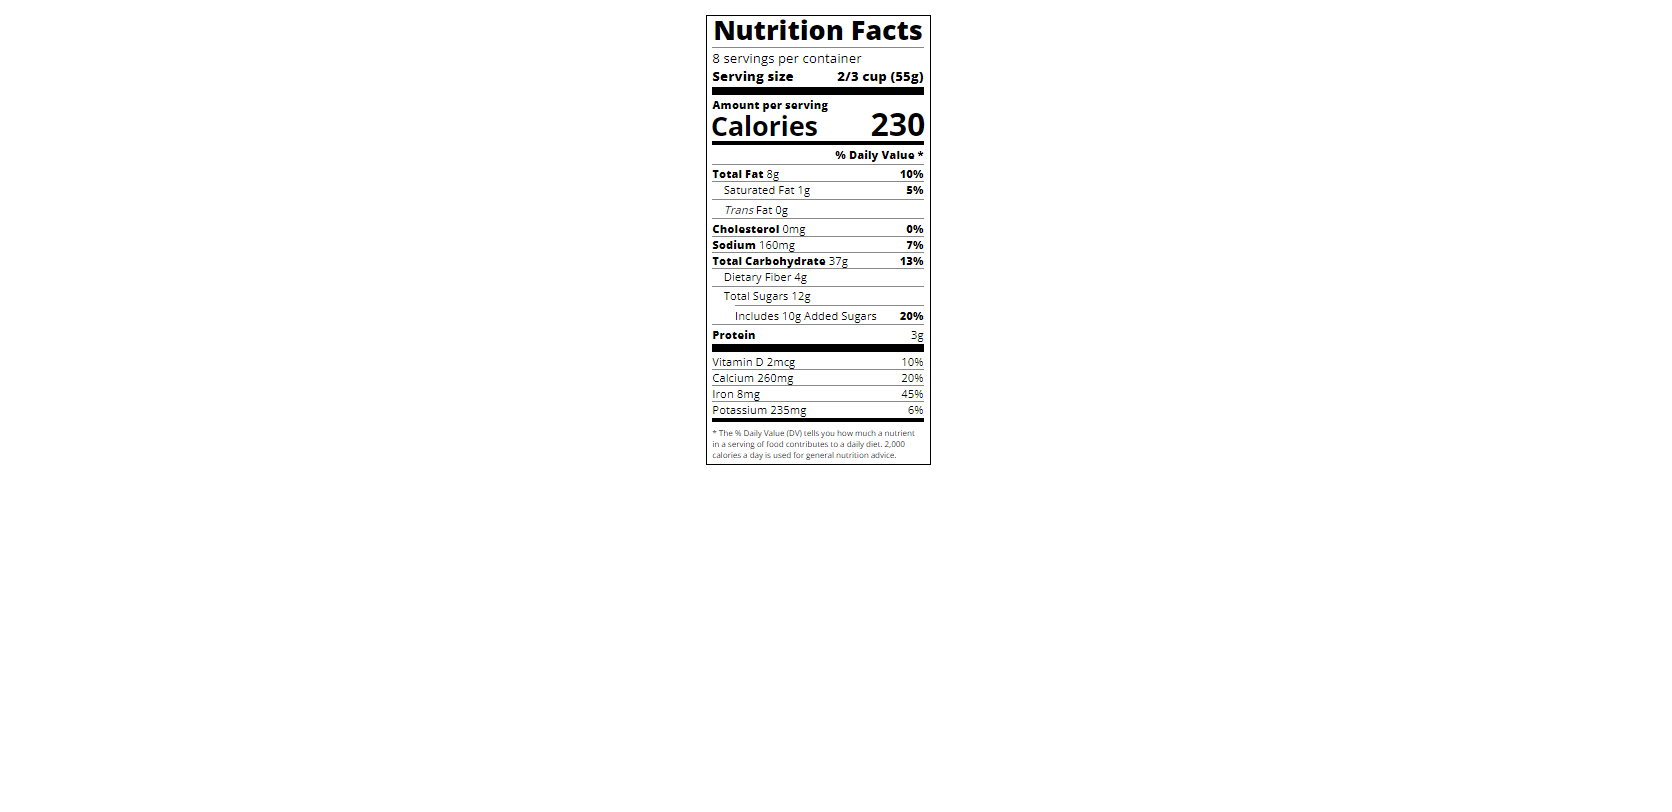 Nutrition Facts
8 servings per container
Serving size 2/3 cup (55g)
Amount per serving
Calories 230
% Daily Value *
Total Fat 8g 10%
Saturated Fat 1g 5%
Trans Fat 0g
Cholesterol 0mg 0%
Sodium 160mg 7%
Total Carbohydrate 37g 13%
Dietary Fiber 4g
Total Sugars 12g
Includes 10g Added Sugars 20%
Protein 3g
Vitamin D 2mcg 10%
Calcium 260mg 20%
Iron 8mg 45%
Potassium 235mg 6%
* The % Daily Value (DV) tells you how much a nutrient
in a serving of food contributes to a daily diet. 2,000
calories a day is used for general nutrition advice.